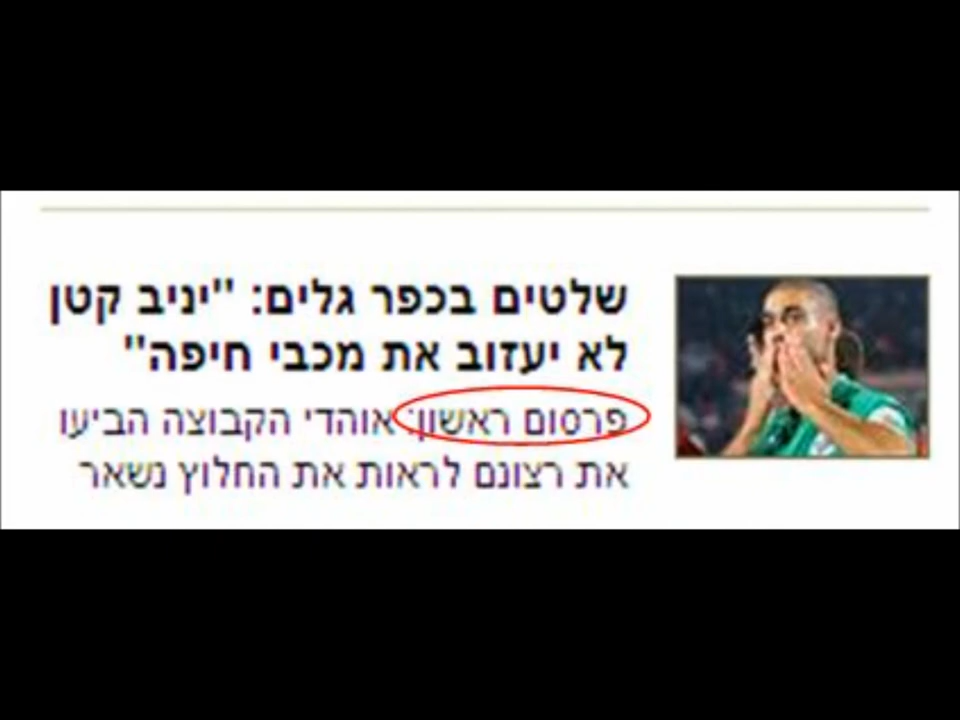 שלטים בכפר גלים: "יניב קטן
לא יעזוב את מכבי חיפה"
פרסום ראשון: אוהדי הקבוצה הביעו
את רצונם לראות את החלוץ נשאר